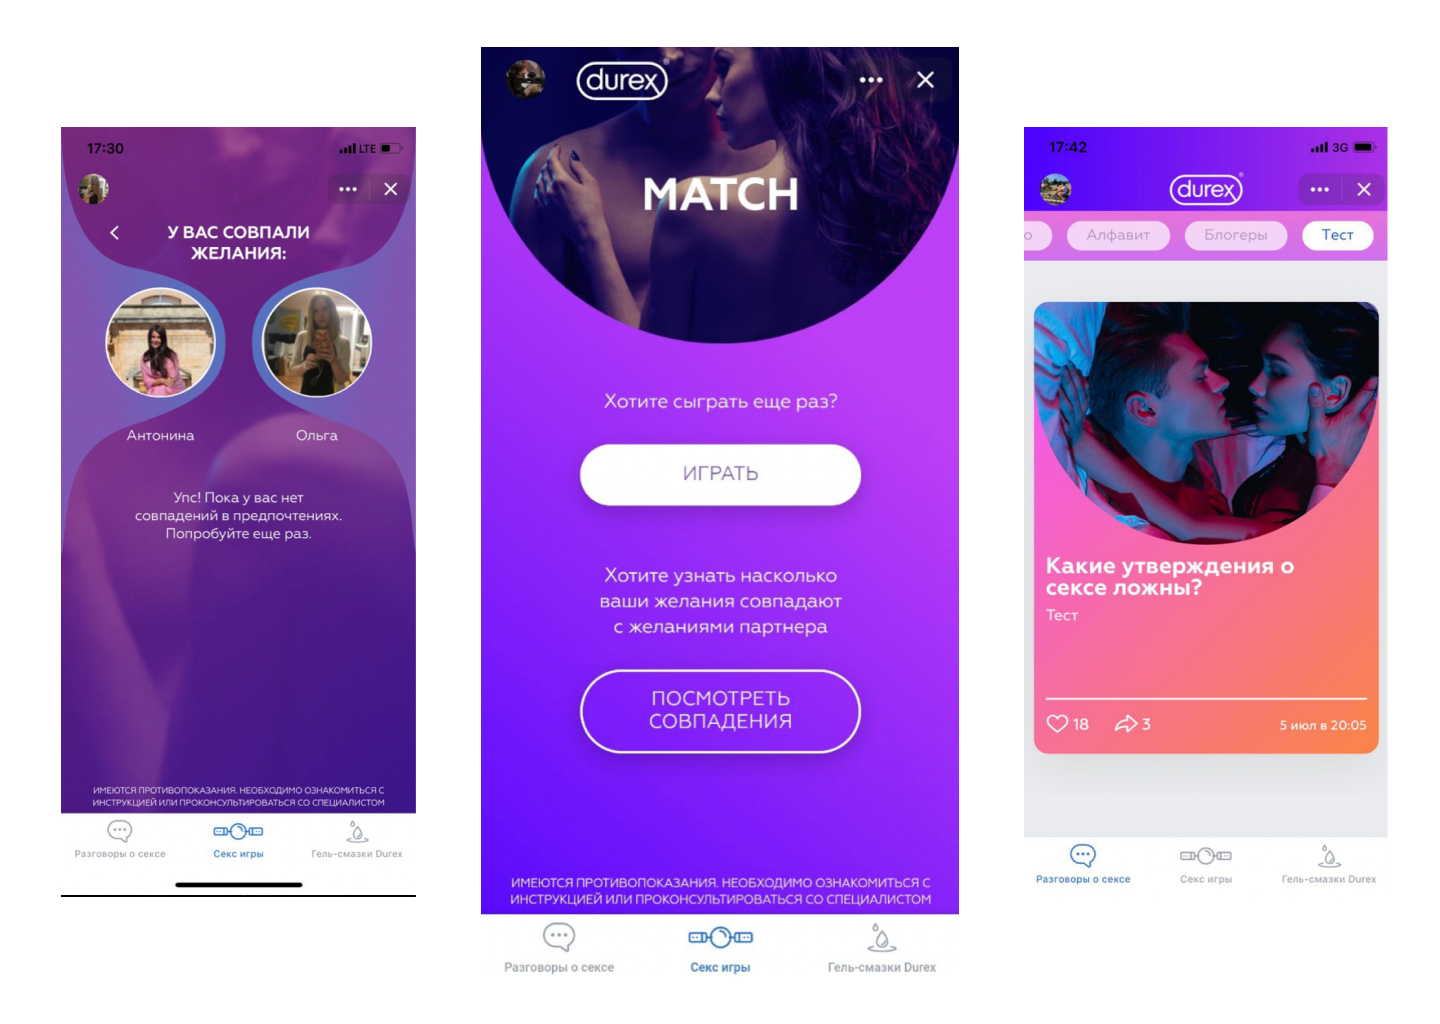 17:30
LTE
У ВАС СОВПАЛИ
ЖЕЛАНИЯ:
Антонина
Ольга
Упс! Пока у вас нет
совпадений в предпочтениях.
Попробуйте еще раз.
ИМЕЮТСЯ ПРОТИВОПОКАЗАНИЯ. НЕОБХОДИМО ОЗНАКОМИТЬСЯ С
ИНСТРУКЦИЕЙ ИЛИ ПРОКОНСУЛЬТИРОВАТЬСЯ СО СПЕЦИАЛИСТОМ
Разговоры о сексе
Секс игры
Гель-смазки Durex
durex®
MATCH
Хотите сыграть еще раз?
ИГРАТЬ
Хотите узнать насколько
ваши желания совпадают
с желаниями партнера
ПОСМОТРЕТЬ
СОВПАДЕНИЯ
ИМЕЮТСЯ ПРОТИВОПОКАЗАНИЯ. НЕОБХОДИМО ОЗНАКОМИТЬСЯ С
ИНСТРУКЦИЕЙ ИЛИ ПРОКОНСУЛЬТИРОВАТЬСЯ СО СПЕЦИАЛИСТОМ
Разговоры о сексе
Секс игры
Гель-смазки Durex
17:42
3G
durex®
о
Алфавит
Блогеры
Тест
Какие утверждения о
сексе ложны?
Тест
18
3
5 июл в 20:05
Разговоры о сексе
Секс игры
Гель-смазки Durex